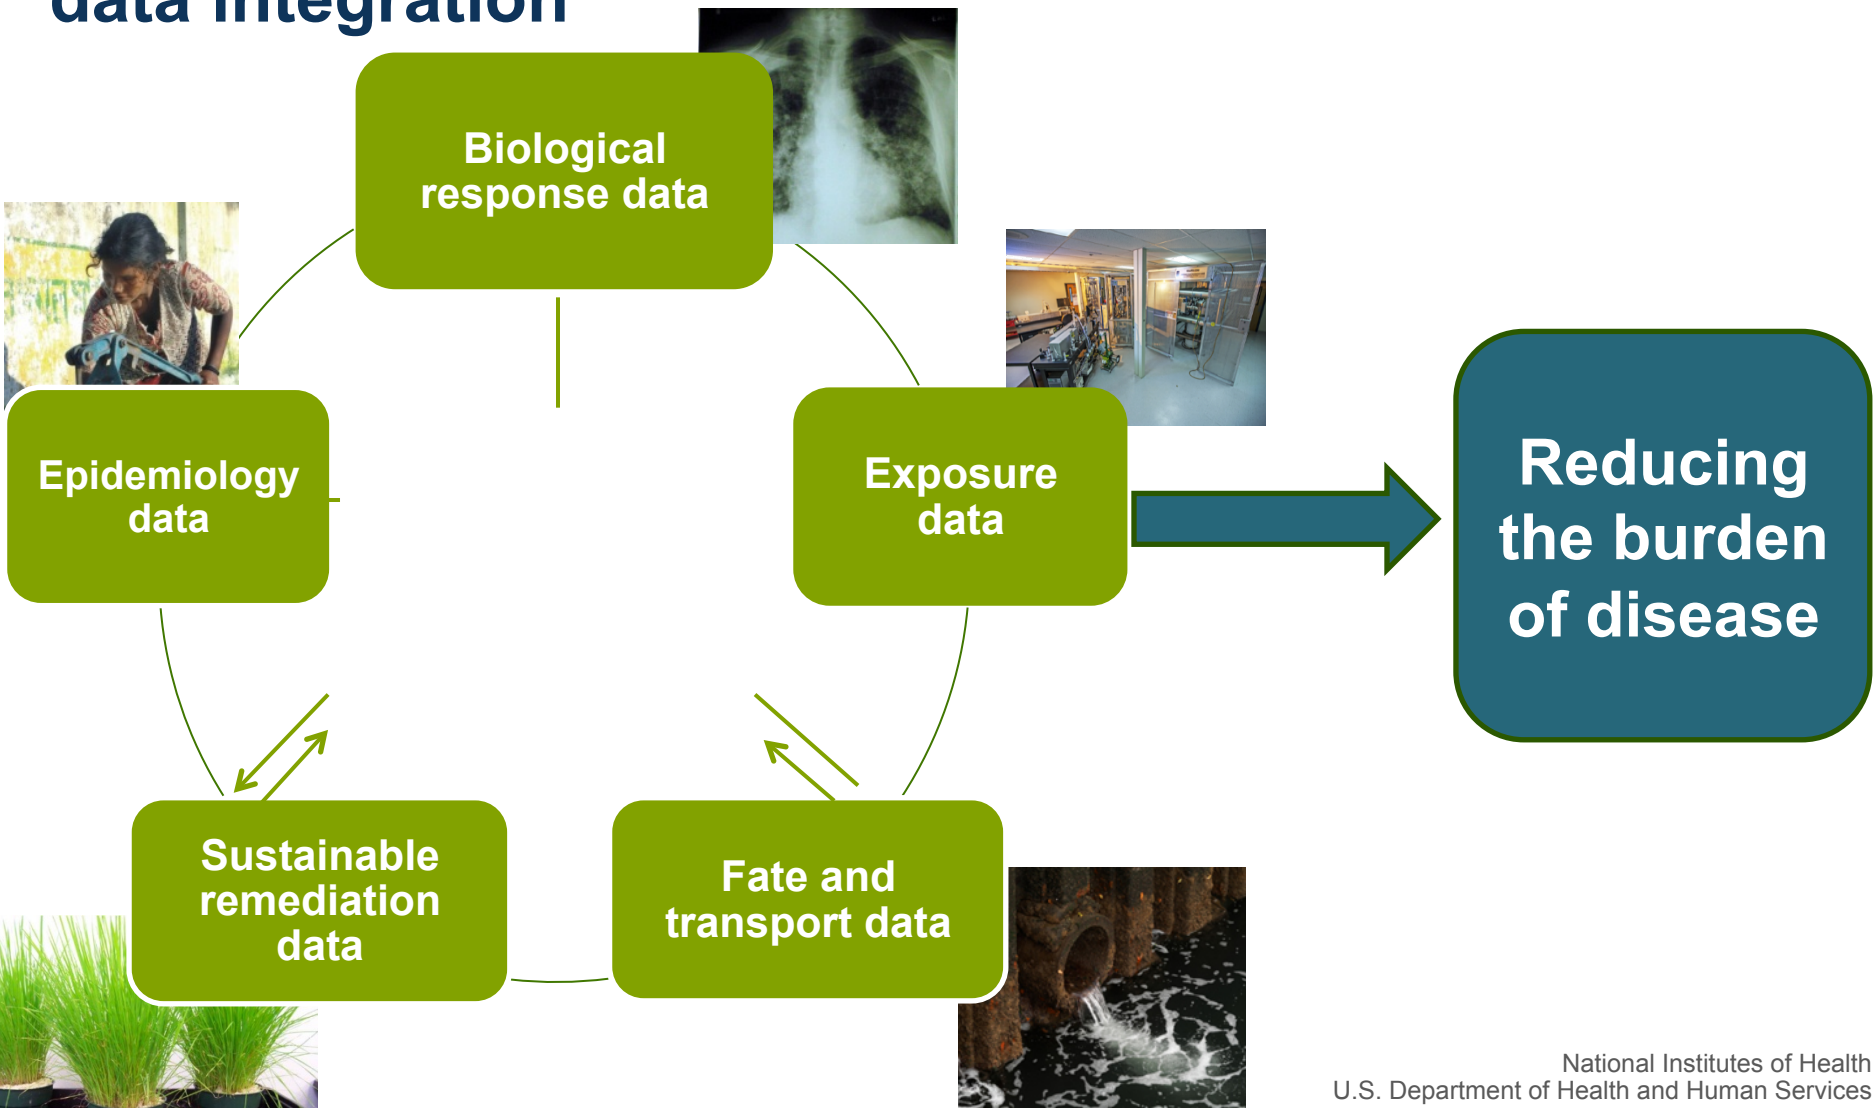 data integration
Biological
response data
Epidemiology
data
Exposure
data
Reducing
the burden
of disease
Sustainable
remediation
data
Fate and
transport data
National Institutes of Health
U.S. Department of Health and Human Services